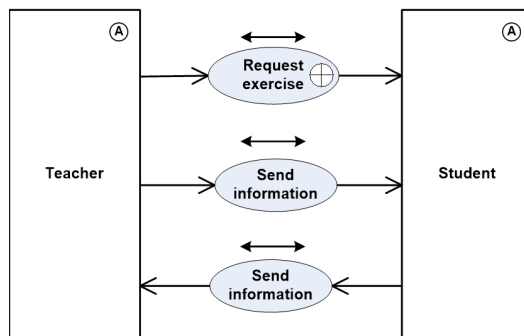 A
A
Request
exercise
Teacher
Send
information
Student
Send
information